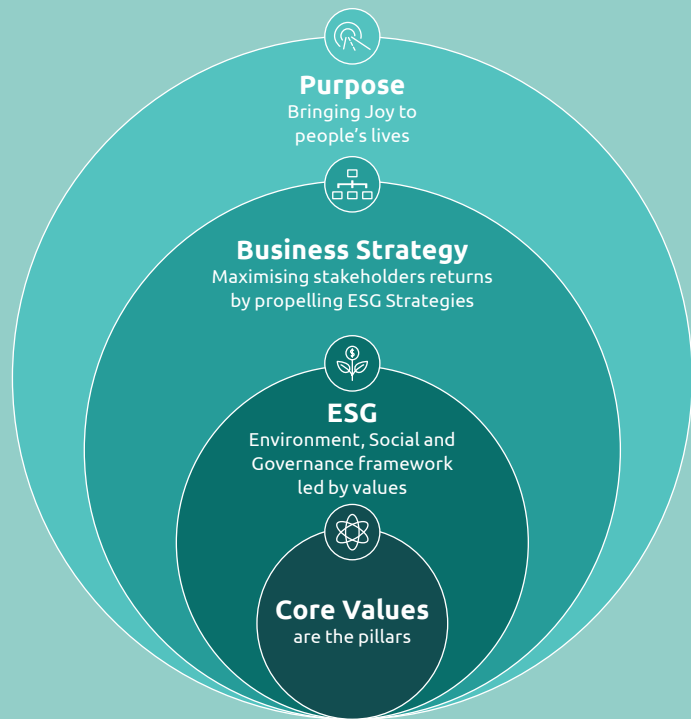 Purpose
Bringing Joy to
people's lives
Business Strategy
Maximising stakeholders returns
by propelling ESG Strategies
$
ESG
Environment, Social and
Governance framework
led by values
Core Values
are the pillars